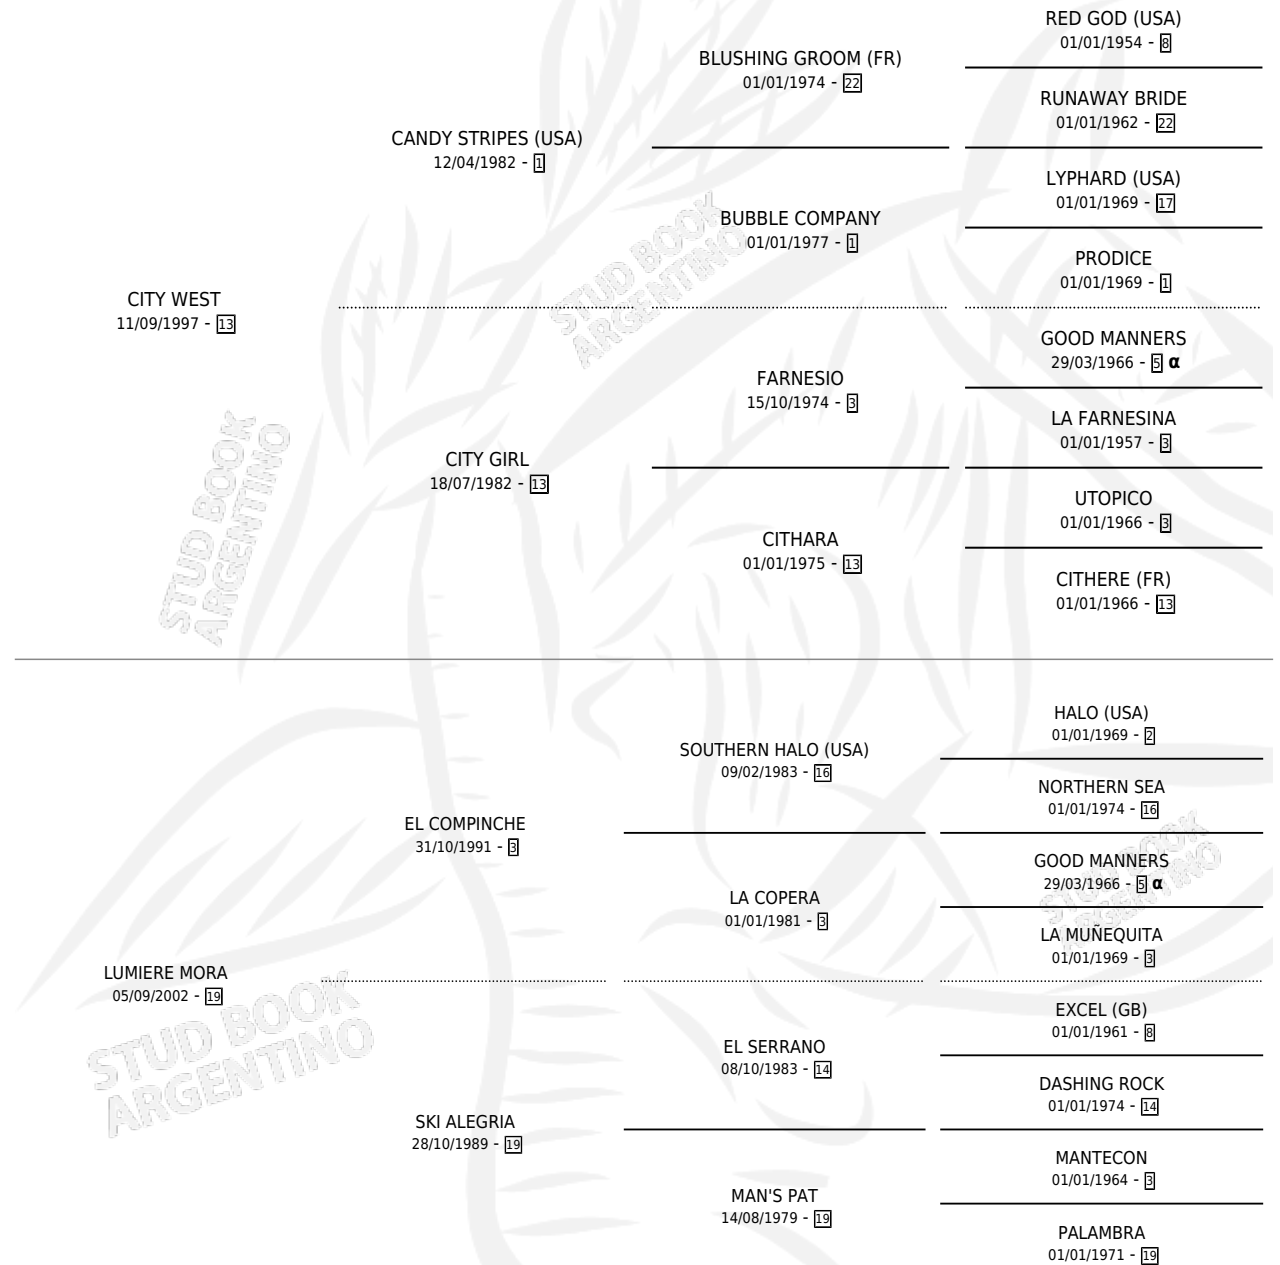 RED GOD (USA)
01/01/1954 - 8
BLUSHING GROOM (FR)
01/01/1974 - 22
RUNAWAY BRIDE
01/01/1962 - 22
CANDY STRIPES (USA)
12/04/1982 - 1
LYPHARD (USA)
01/01/1969 - 17
BUBBLE COMPANY
01/01/1977 - 1
PRODICE
01/01/1969 - 1
CITY WEST
11/09/1997 - 13
GOOD MANNERS
29/03/1966 - 5 α
FARNESIO
15/10/1974 - 3
LA FARNESINA
01/01/1957 - 3
CITY GIRL
18/07/1982 - 13
UTOPICO
01/01/1966 - 3
CITHARA
01/01/1975 - 13
CITHERE (FR)
01/01/1966 - 13
STUD BOOK
ARGENTINO
STUD BOOK
ARGENTINO
HALO (USA)
01/01/1969 - 2
SOUTHERN HALO (USA)
09/02/1983 - 16
NORTHERN SEA
01/01/1974 - 16
EL COMPINCHE
31/10/1991 - 3
GOOD MANNERS
29/03/1966 - 5 α
LA COPERA
01/01/1981 - 3
LA MUÑEQUITA
01/01/1969 - 3
LUMIERE MORA
05/09/2002 - 19
EXCEL (GB)
01/01/1961 - 8
EL SERRANO
08/10/1983 - 14
DASHING ROCK
01/01/1974 - 14
SKI ALEGRIA
28/10/1989 - 19
MANTECON
01/01/1964 - 3
MAN'S PAT
14/08/1979 - 19
PALAMBRA
01/01/1971 - 19
STUD BOOK
ARGENTINO
STUD BOOK
ARGENTINO